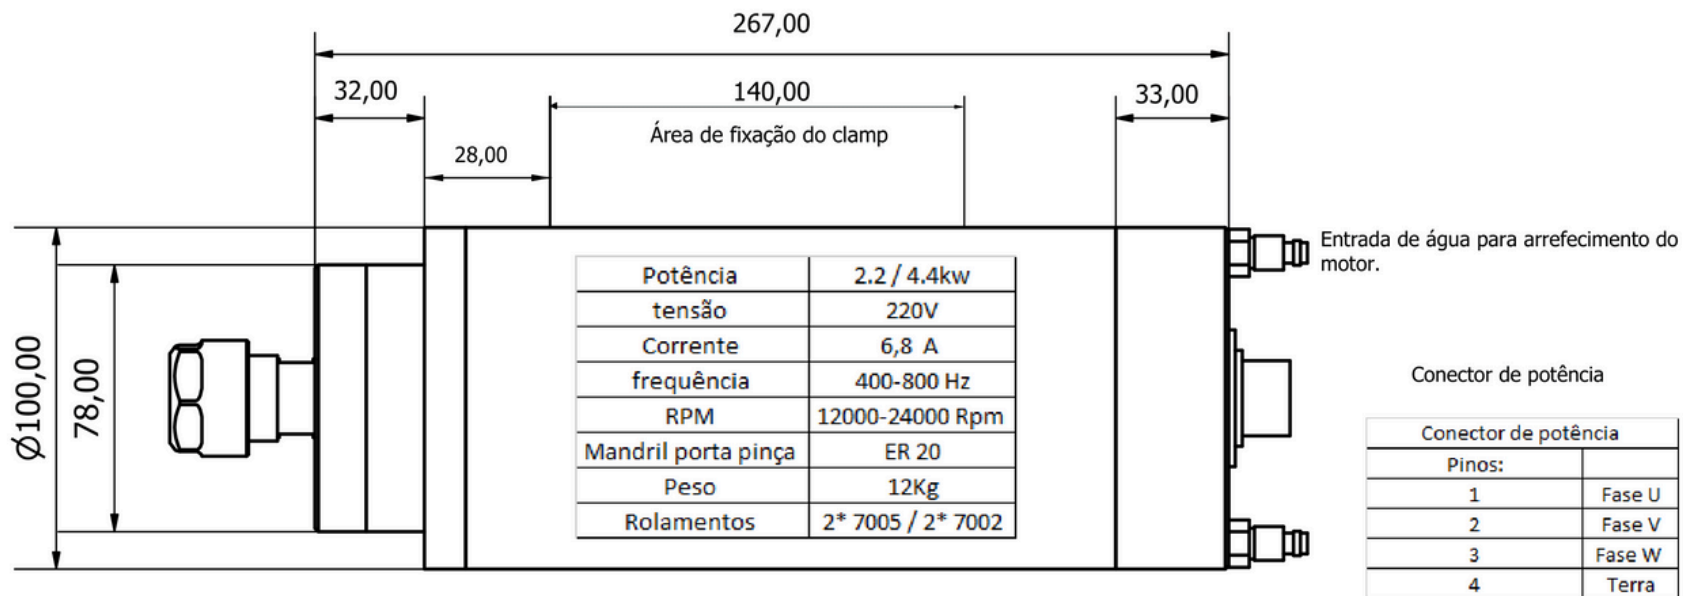 267,00
32,00
140,00
33,00
Área de fixação do clamp
28,00
Entrada de água para arrefecimento do
motor.
Ø100,00
78,00
Potência 2.2 / 4.4kw
tensão 220V
Corrente 6,8 A
frequência 400-800 Hz
RPM 12000-24000 Rpm
Mandril porta pinça ER 20
Peso 12Kg
Rolamentos 2* 7005 / 2* 7002
Conector de potência
Conector de potência
Pinos:
1 Fase U
2 Fase V
3 Fase W
4 Terra